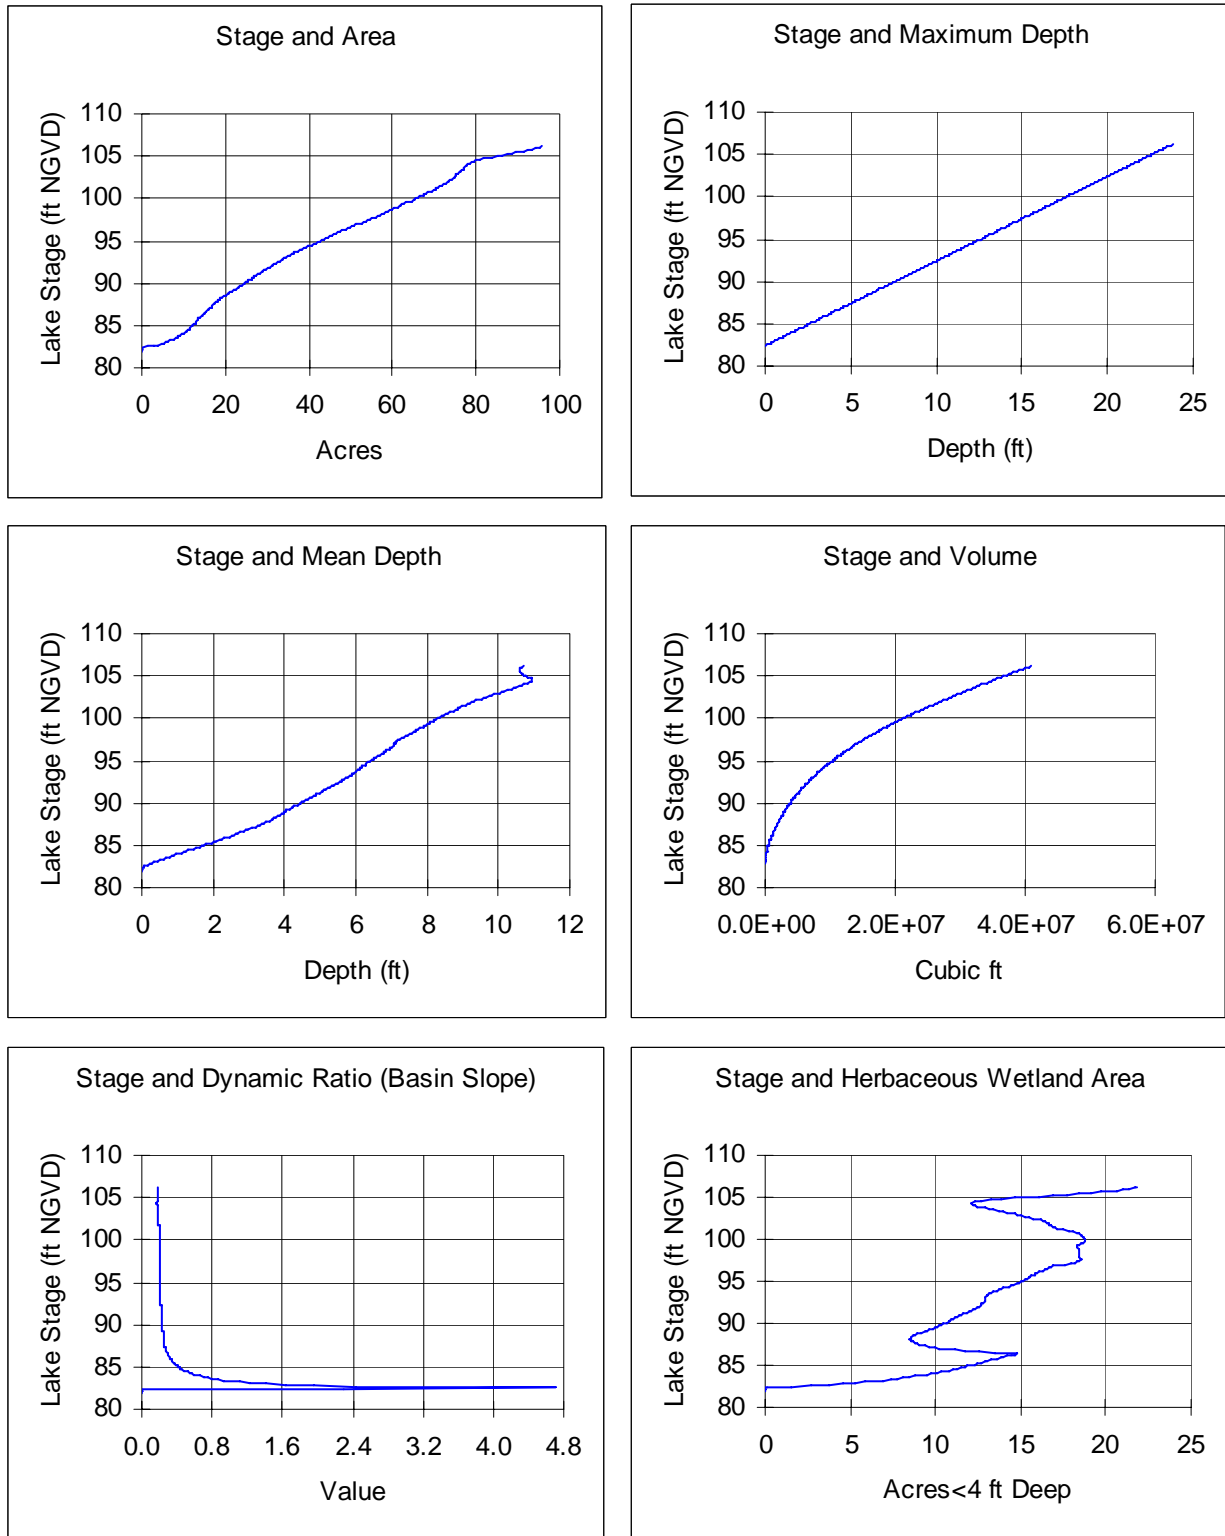 Stage and Area
Lake Stage (ft NGVD)
110
105
100
95
90
85
80
0 20 40 60 80 100
Acres
Stage and Maximum Depth
Lake Stage (ft NGVD)
110
105
100
95
90
85
80
0 5 10 15 20 25
Depth (ft)
Stage and Mean Depth
Lake Stage (ft NGVD)
110
105
100
95
90
85
80
0 2 4 6 8 10 12
Depth (ft)
Stage and Volume
Lake Stage (ft NGVD)
110
105
100
95
90
85
80
0.0E+00 2.0E+07 4.0E+07 6.0E+07
Cubic ft
Stage and Dynamic Ratio (Basin Slope)
Lake Stage (ft NGVD)
110
105
100
95
90
85
80
0.0 0.8 1.6 2.4 3.2 4.0 4.8
Value
Stage and Herbaceous Wetland Area
Lake Stage (ft NGVD)
110
105
100
95
90
85
80
0 5 10 15 20 25
Acres<4 ft Deep